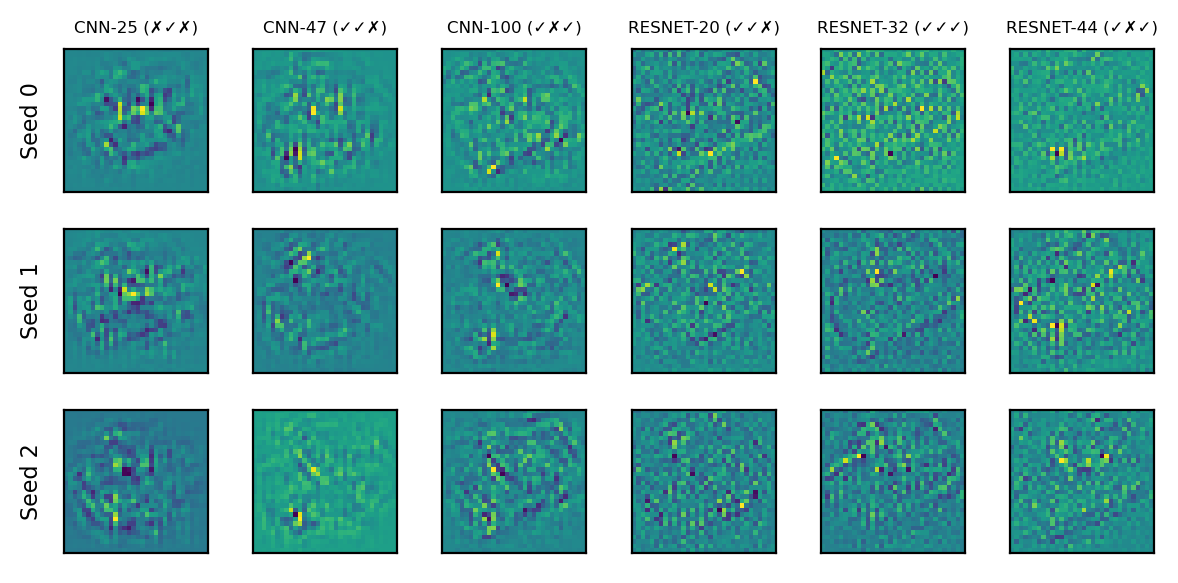 CNN-25 (✗✓✗) CNN-47 (✓✓✗) CNN-100 (✓✗✓) RESNET-20 (✓✓✗) RESNET-32 (✓✓✓) RESNET-44 (✓✗✓)
Seed 0
Seed 1
Seed 2